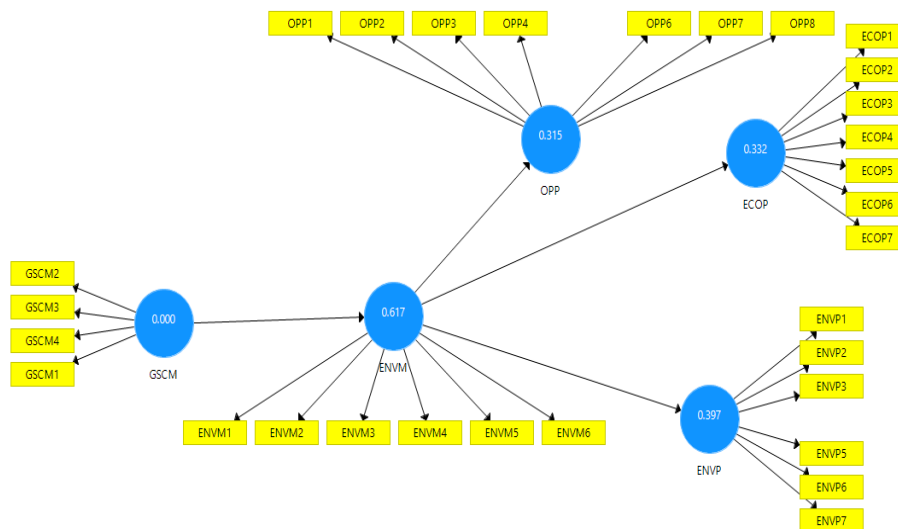 OPP1 OPP2 OPP3 OPP4 OPP6 OPP7 OPP8
ECOP1
ECOP2
ECOP3
ECOP4
ECOP5
ECOP6
ECOP7
0.315
OPP
0.332
ECOP
GSCM2
GSCM3
GSCM4
GSCM1
0.000
GSCM
0.617
ENVM
ENVM1 ENVM2 ENVM3 ENVM4 ENVM5 ENVM6
0.397
ENVP
ENVP1
ENVP2
ENVP3
ENVP5
ENVP6
ENVP7